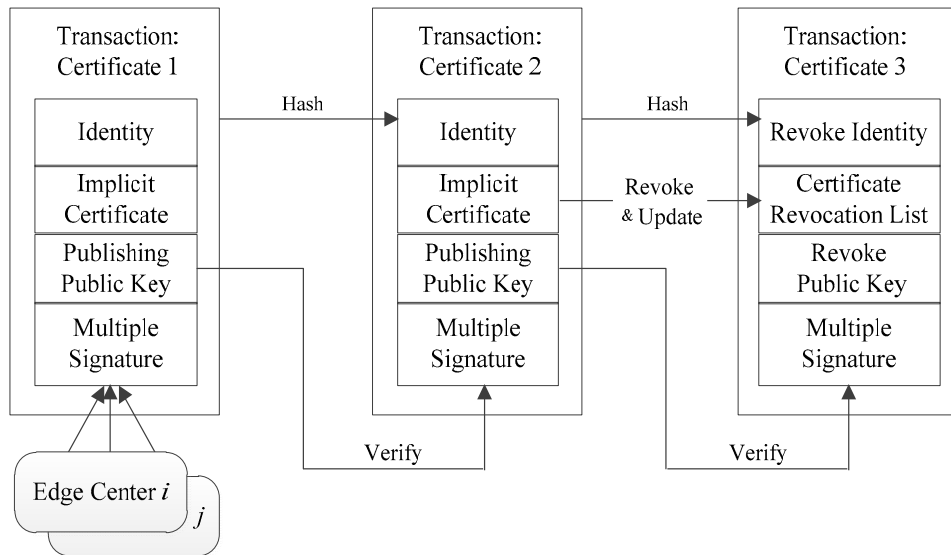 Transaction:
Certificate 1
Identity
Implicit
Certificate
Publishing
Public Key
Multiple
Signature
Edge Center i
j
Hash
Verify
Transaction:
Certificate 2
Identity
Implicit
Certificate
Publishing
Public Key
Multiple
Signature
Hash
Revoke
& Update
Verify
Transaction:
Certificate 3
Revoke Identity
Certificate
Revocation List
Revoke
Public Key
Multiple
Signature